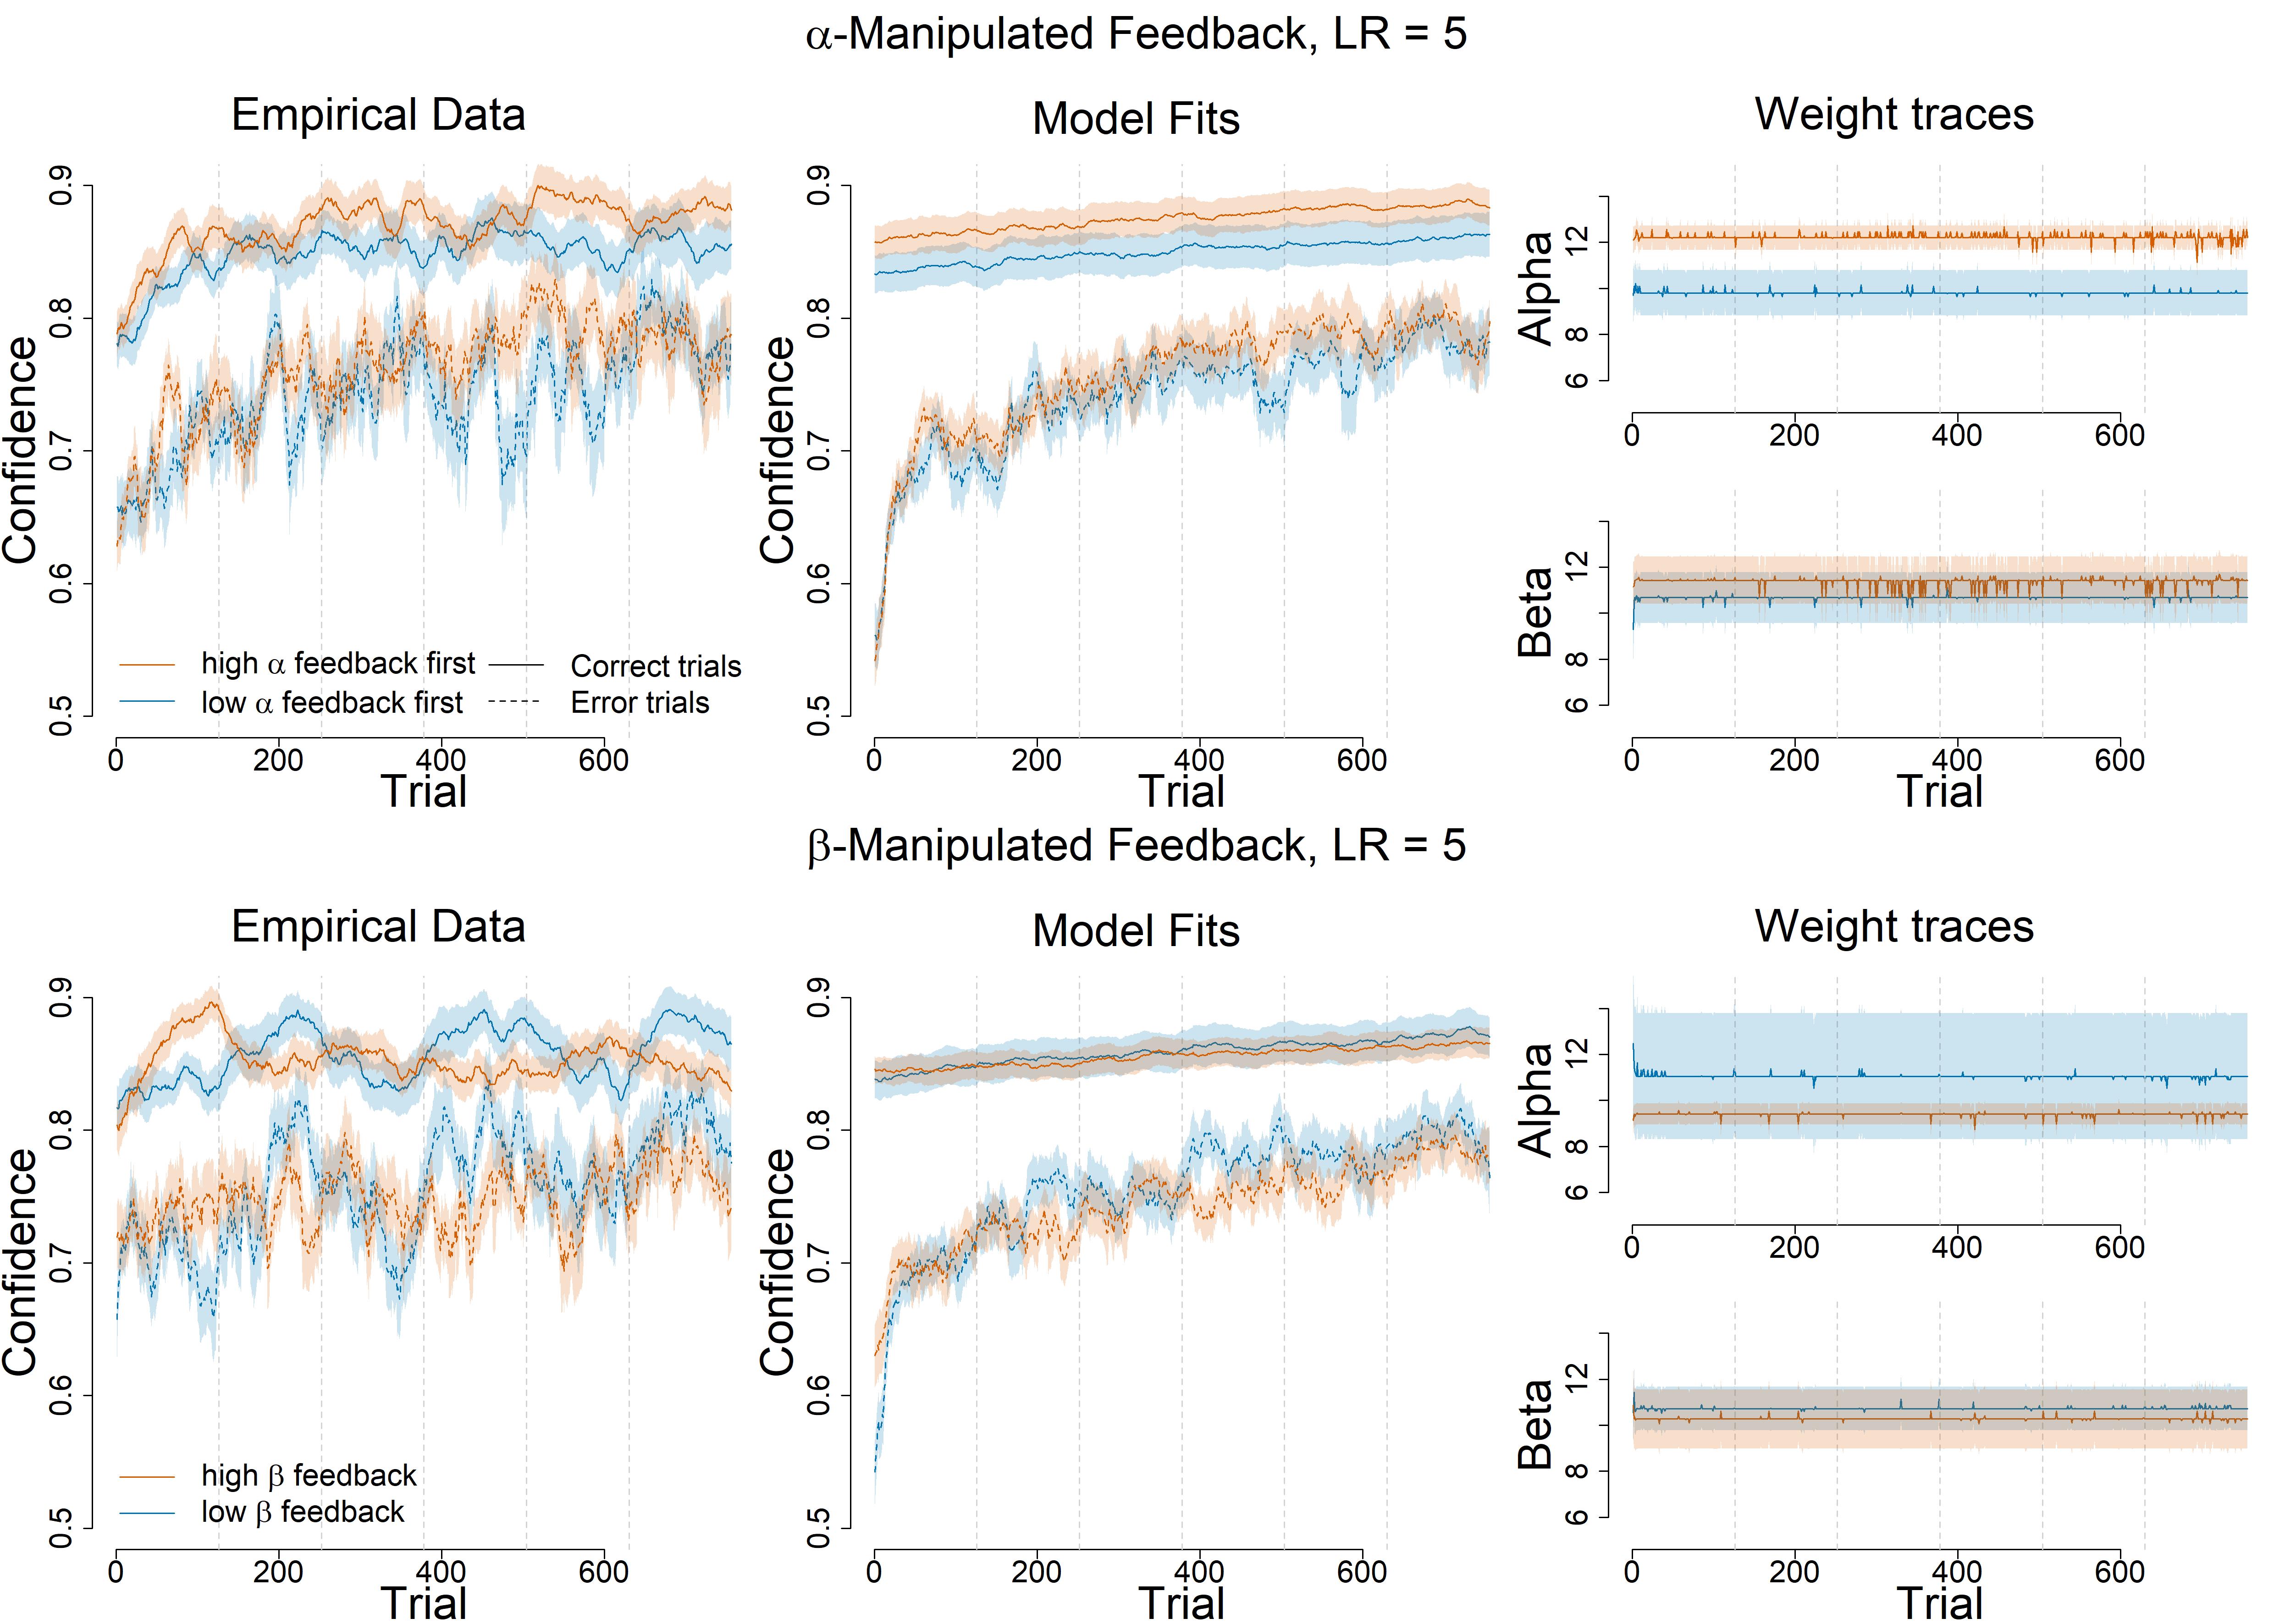 α-Manipulated Feedback, LR = 5
Empirical Data
Model Fits
Weight traces
Confidence
0.5 0.6 0.7 0.8 0.9
high α feedback first
low α feedback first
Correct trials
Error trials
0 200 400 600
Trial
Confidence
0.5 0.6 0.7 0.8 0.9
0 200 400 600
Trial
Alpha
6 8 12
0 200 400 600
Beta
6 8 12
0 200 400 600
Trial
β-Manipulated Feedback, LR = 5
Empirical Data
Model Fits
Weight traces
Confidence
0.5 0.6 0.7 0.8 0.9
high β feedback
low β feedback
0 200 400 600
Trial
Confidence
0.5 0.6 0.7 0.8 0.9
0 200 400 600
Trial
Alpha
6 8 12
0 200 400 600
Beta
6 8 12
0 200 400 600
Trial